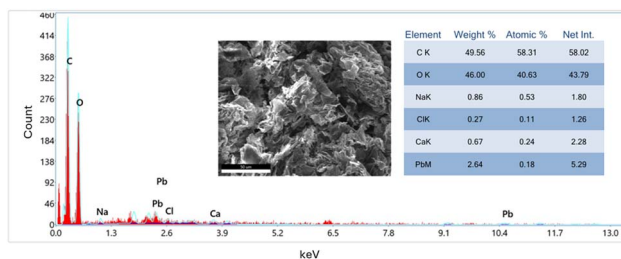 460
414
368
322
276
230
184
138
92
46
0
Count
C
O
Na
Pb
Pb
Cl
Ca
Pb
0.0 1.3 2.6 3.9 5.2 6.5 7.8 9.1 10.4 11.7 13.0
keV
50 µm
Element Weight % Atomic % Net Int.
C K 49.56 58.31 58.02
O K 46.00 40.63 43.79
NaK 0.86 0.53 1.80
ClK 0.27 0.11 1.26
CaK 0.67 0.24 2.28
PbM 2.64 0.18 5.29